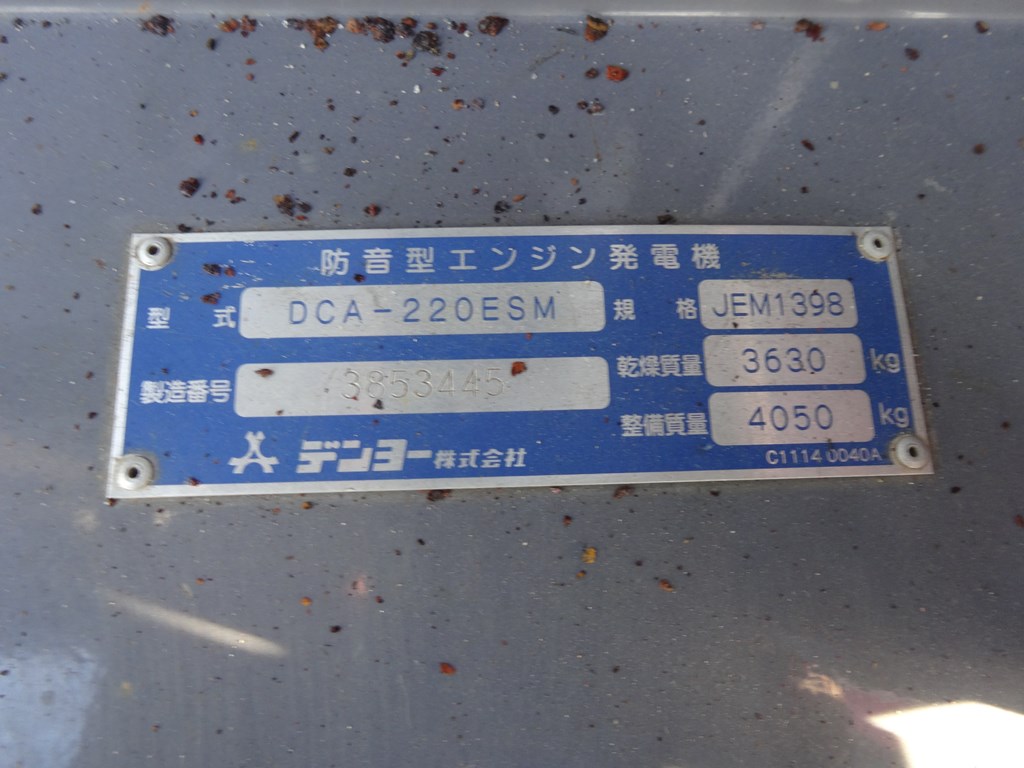 防音型エンジン発電機
型式 DCA-220ESM 規格 JEM1398
製造番号 3853445 乾燥質量 3630 kg
整備質量 4050 kg
デンヨー株式会社 C11140040A